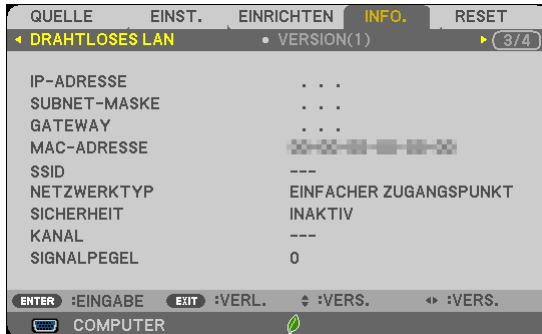 QUELLE EINST. EINRICHTEN INFO. RESET
DRAHTLOSES LAN VERSION(1) 3/4
IP-ADRESSE . . .
SUBNET-MASKE . . .
GATEWAY . . .
MAC-ADRESSE
SSID ---
NETZWERKTYP EINFACHER ZUGANGSPUNKT
SICHERHEIT INAKTIV
KANAL ---
SIGNALPEGEL 0
ENTER :EINGABE EXIT :VERL. :VERS. :VERS.
COMPUTER